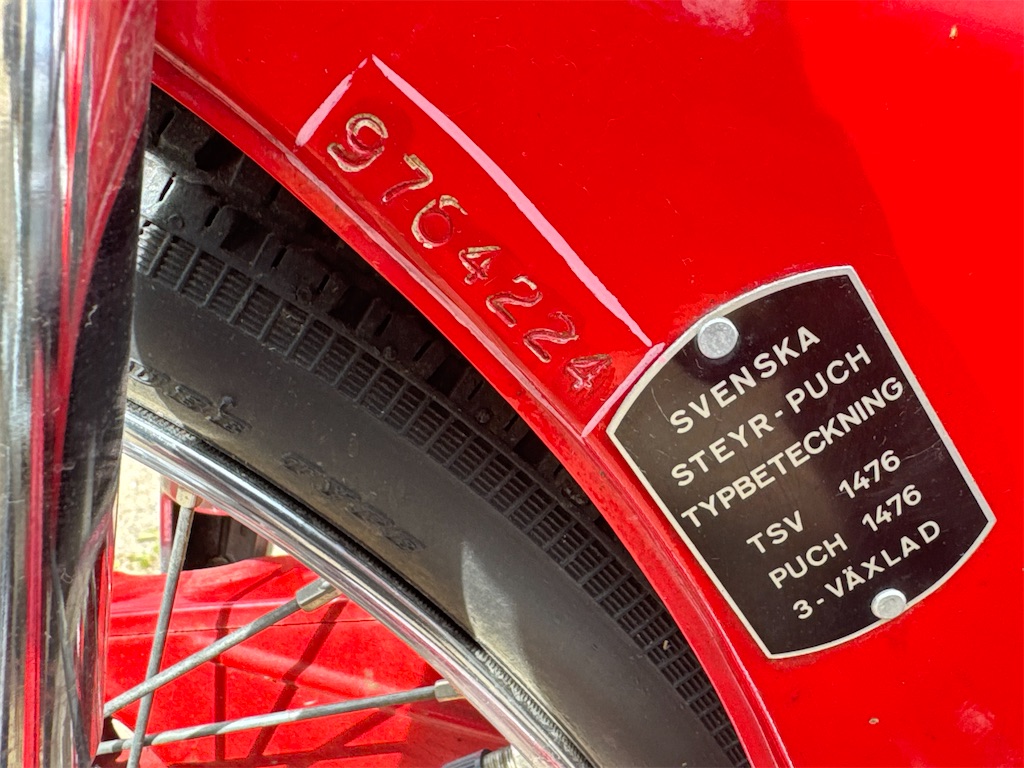 9764224
SVENSKA
STEYR-PUCH
TYPBETECKNING
TSV 1476
PUCH 1476
3-VÄXLAD